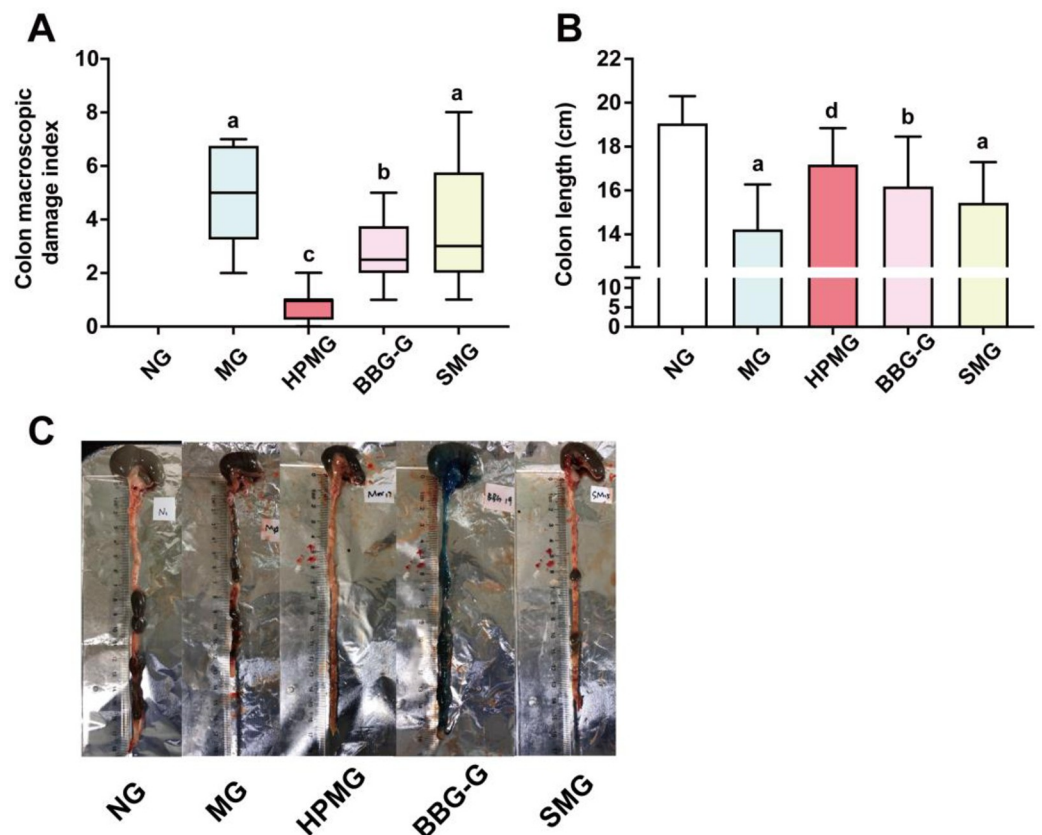 A
Colon macroscopic
damage index
10
8
6
4
2
0
a
c
b
a
NG
MG
HPMG
BBG-G
SMG
B
Colon length (cm)
22
20
18
16
14
10
5
0
a
d
b
a
NG
MG
HPMG
BBG-G
SMG
C
NG
MG
HPMG
BBG-G
SMG